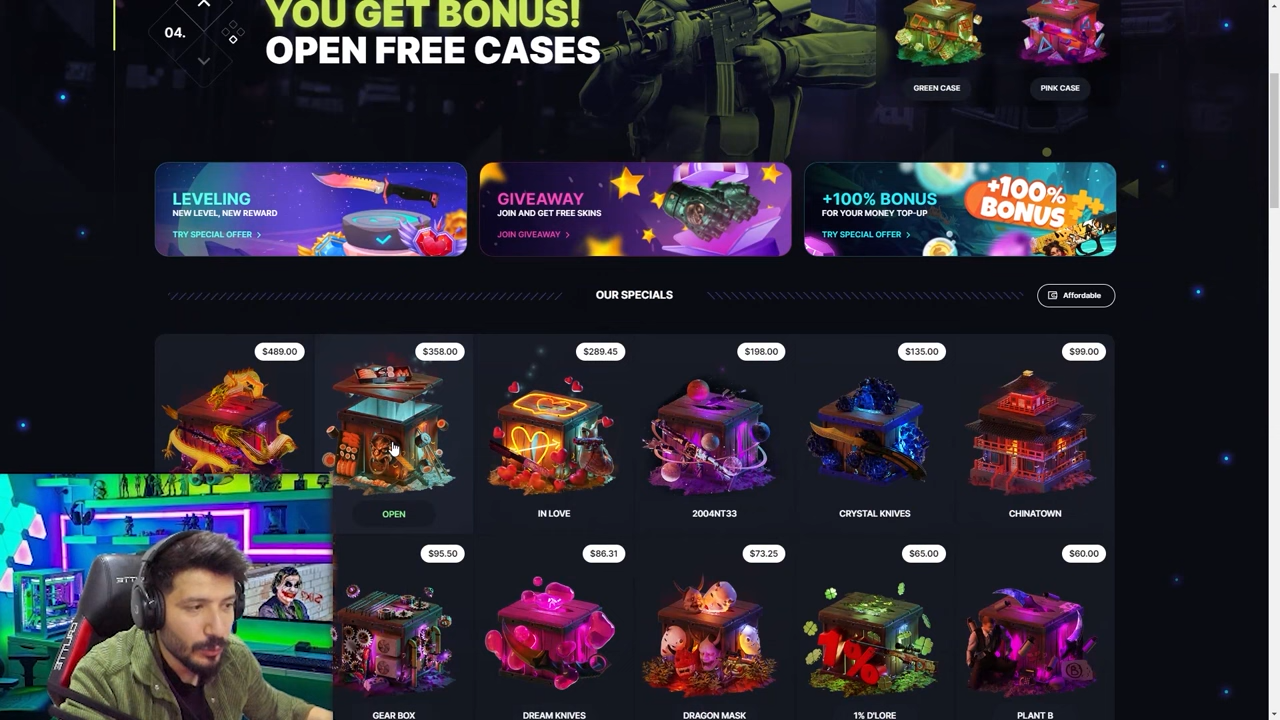 YOU GET BONUS!
OPEN FREE CASES
04.
GREEN CASE
PINK CASE
LEVELING
NEW LEVEL, NEW REWARD
TRY SPECIAL OFFER
GIVEAWAY
JOIN AND GET FREE SKINS
JOIN GIVEAWAY
+100% BONUS
FOR YOUR MONEY TOP-UP
TRY SPECIAL OFFER
+100%
BONUS
OUR SPECIALS
Affordable
$489.00
$358.00
$289.45
$198.00
$135.00
$99.00
OPEN
IN LOVE
2004NT33
CRYSTAL KNIVES
CHINATOWN
$95.50
$86.31
$73.25
$65.00
$60.00
1%
8
GEAR BOX
DREAM KNIVES
DRAGON MASK
1% D'LORE
PLANT B